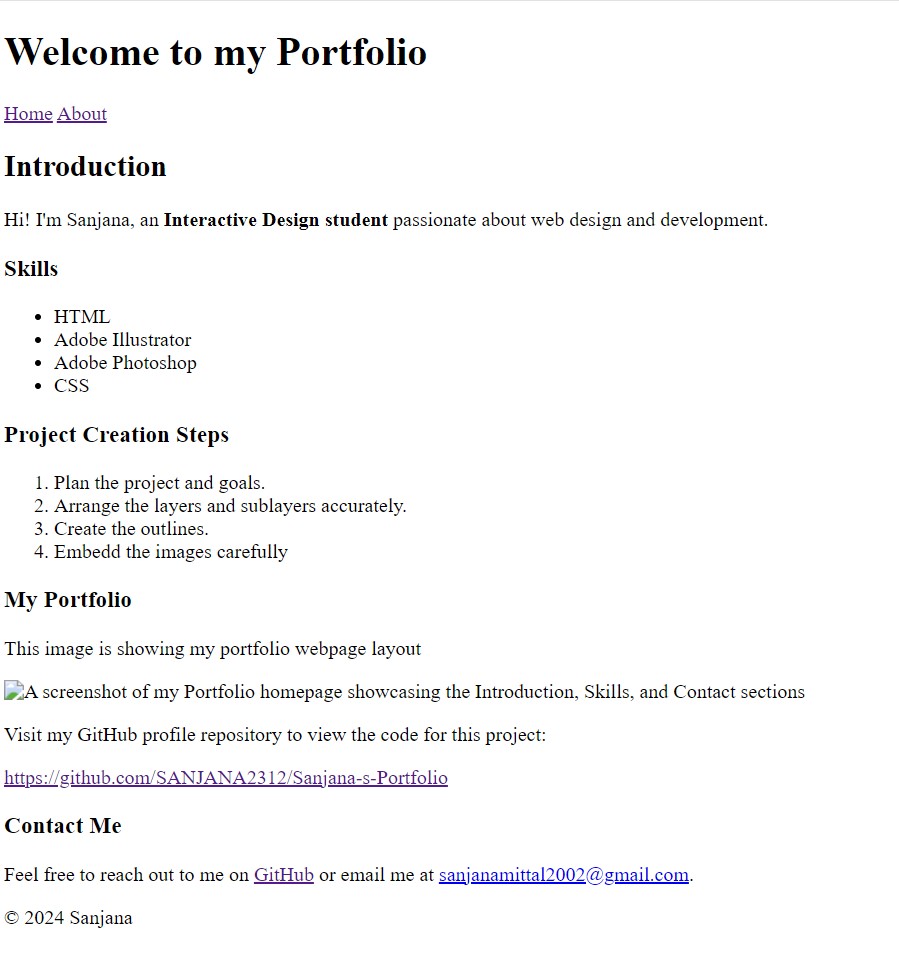 Welcome to my Portfolio
Home About
Introduction
Hi! I'm Sanjana, an Interactive Design student passionate about web design and development.
Skills
• HTML
• Adobe Illustrator
• Adobe Photoshop
• CSS
Project Creation Steps
1. Plan the project and goals.
2. Arrange the layers and sublayers accurately.
3. Create the outlines.
4. Embedd the images carefully
My Portfolio
This image is showing my portfolio webpage layout
A screenshot of my Portfolio homepage showcasing the Introduction, Skills, and Contact sections
Visit my GitHub profile repository to view the code for this project:
https://github.com/SANJANA2312/Sanjana-s-Portfolio
Contact Me
Feel free to reach out to me on GitHub or email me at sanjanamittal2002@gmail.com.
© 2024 Sanjana